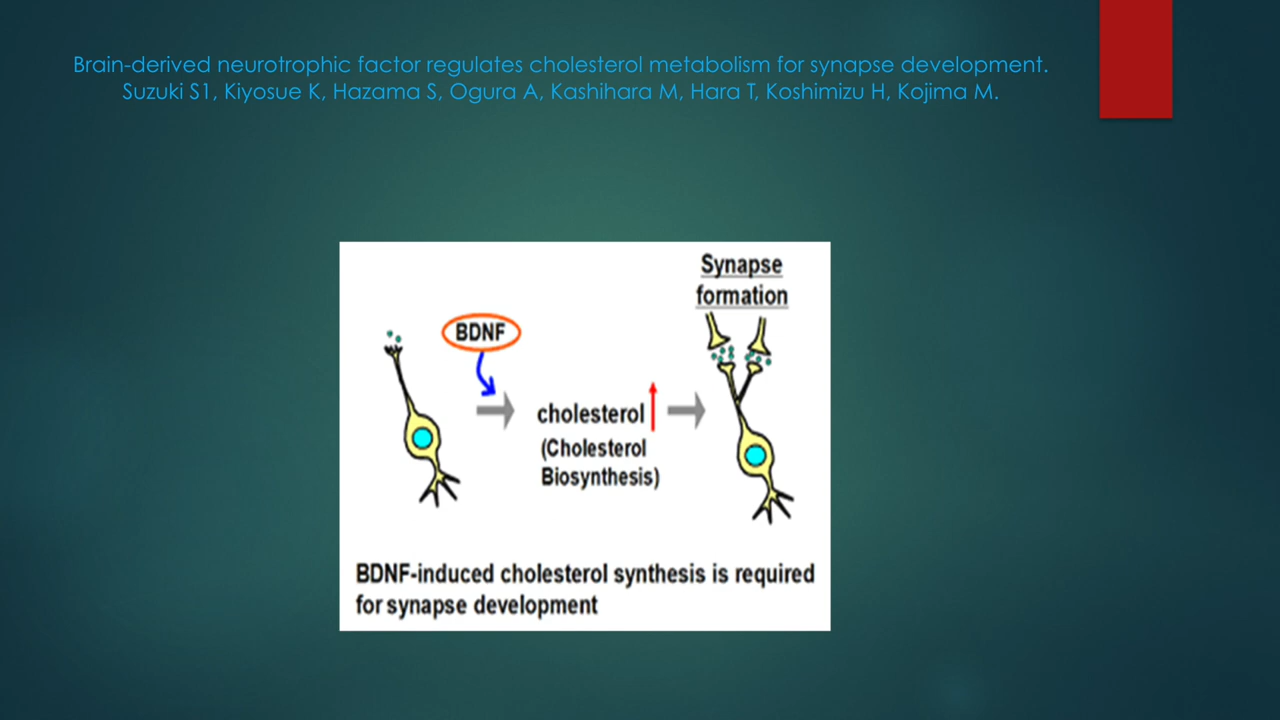 Brain-derived neurotrophic factor regulates cholesterol metabolism for synapse development.
Suzuki S1, Kiyosue K, Hazama S, Ogura A, Kashihara M, Hara T, Koshimizu H, Kojima M.
Synapse
formation
BDNF
cholesterol
(Cholesterol
Biosynthesis)
BDNF-induced cholesterol synthesis is required
for synapse development